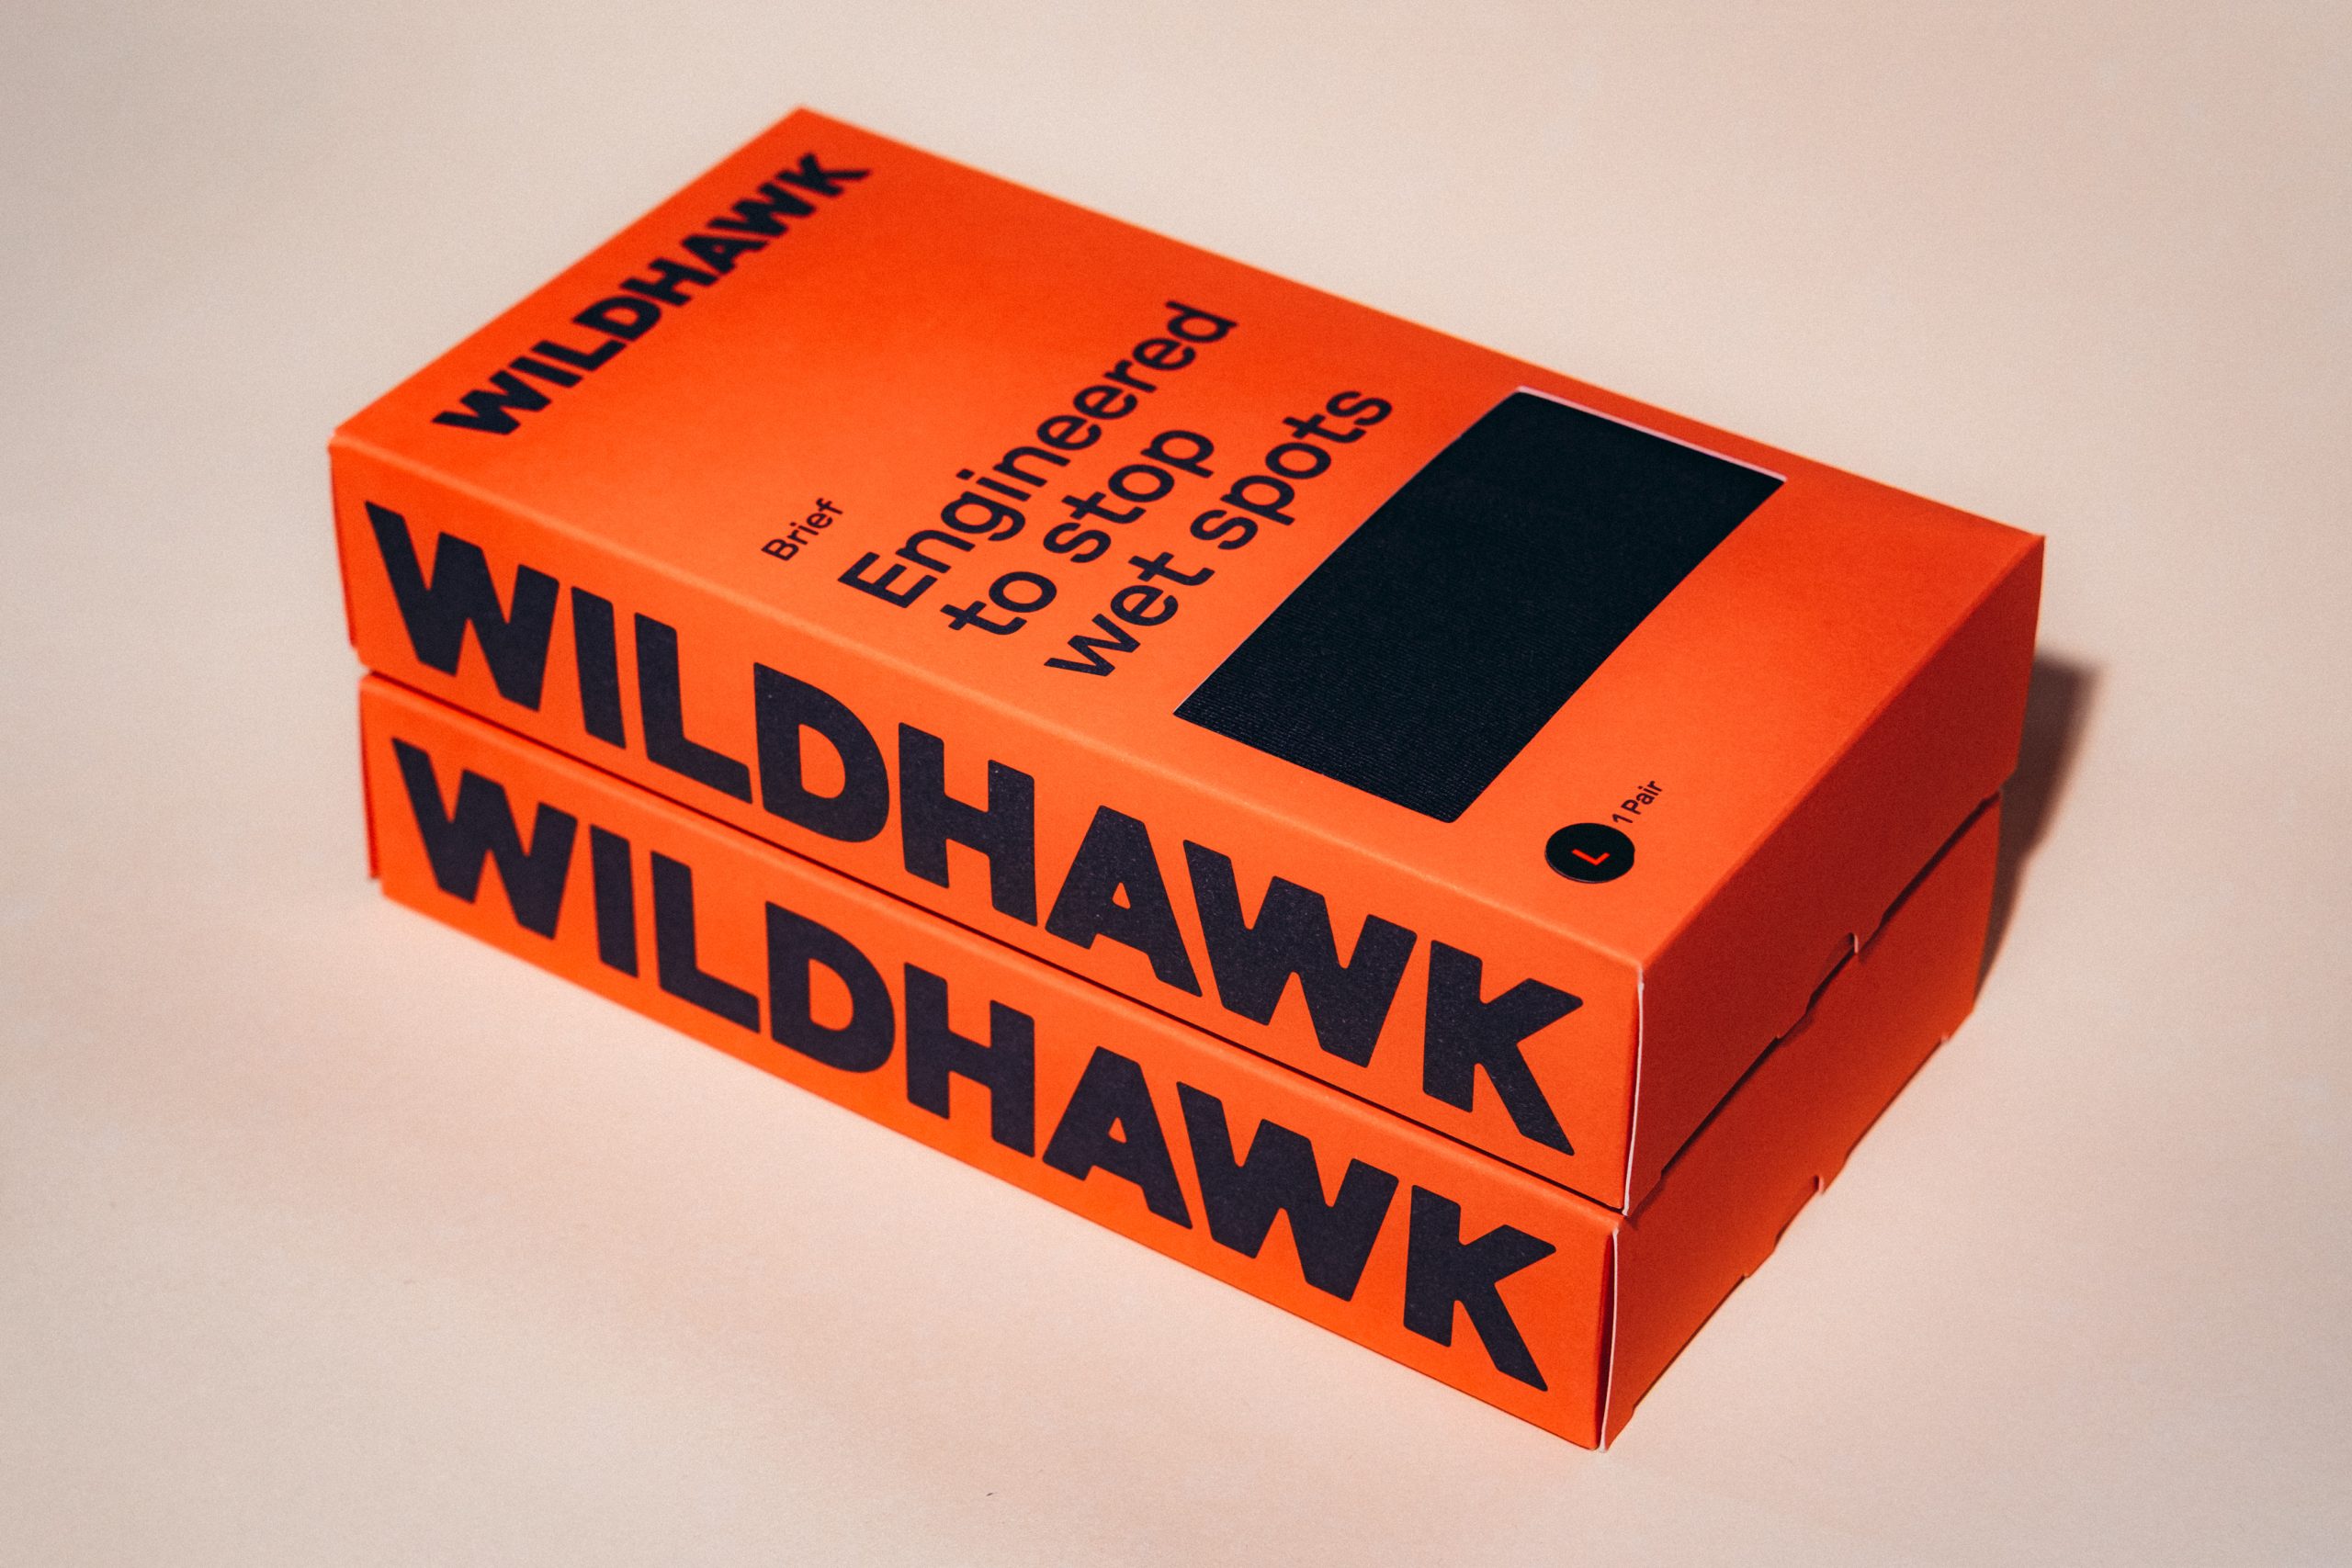 WILDHAWK
Brief
Engineered
to stop
wet spots
L
1 Pair
WILDHAWK
WILDHAWK